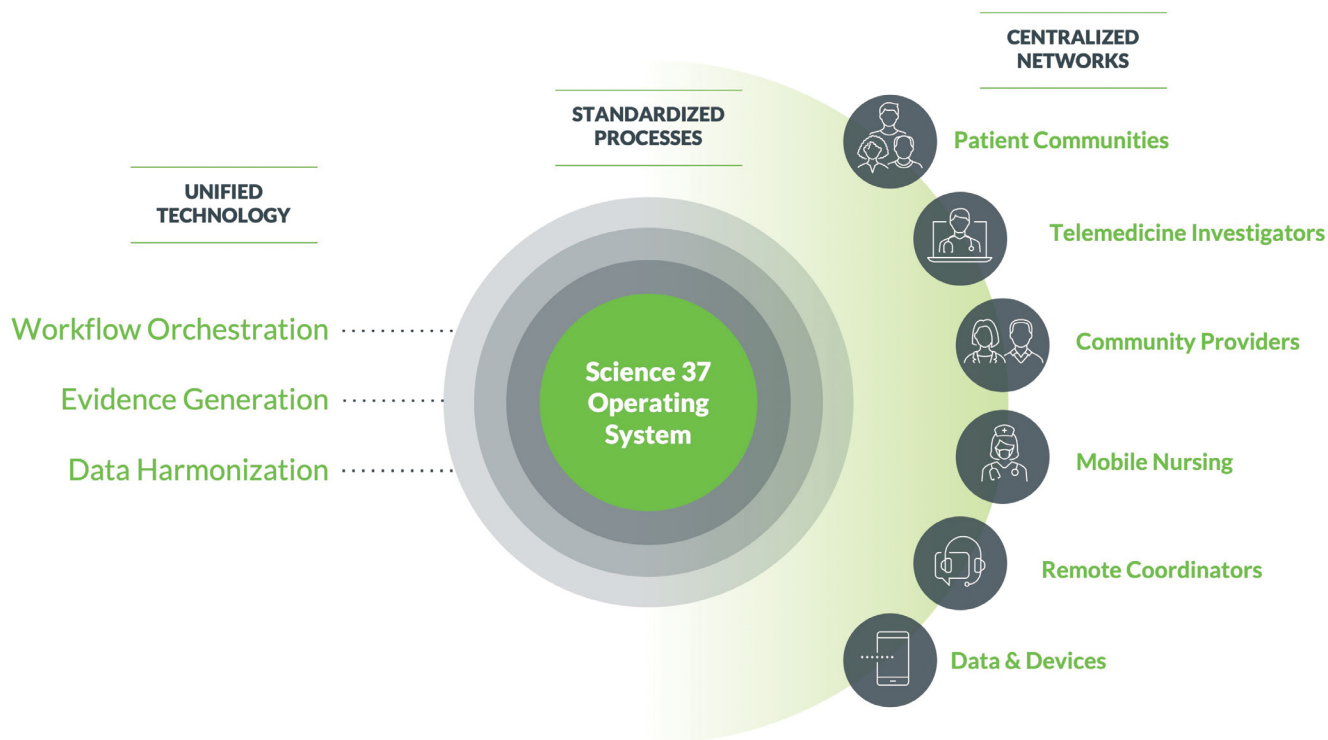 UNIFIED
TECHNOLOGY
Workflow Orchestration
Evidence Generation
Data Harmonization
STANDARDIZED
PROCESSES
Science 37
Operating
System
CENTRALIZED
NETWORKS
Patient Communities
Telemedicine Investigators
Community Providers
Mobile Nursing
Remote Coordinators
Data & Devices